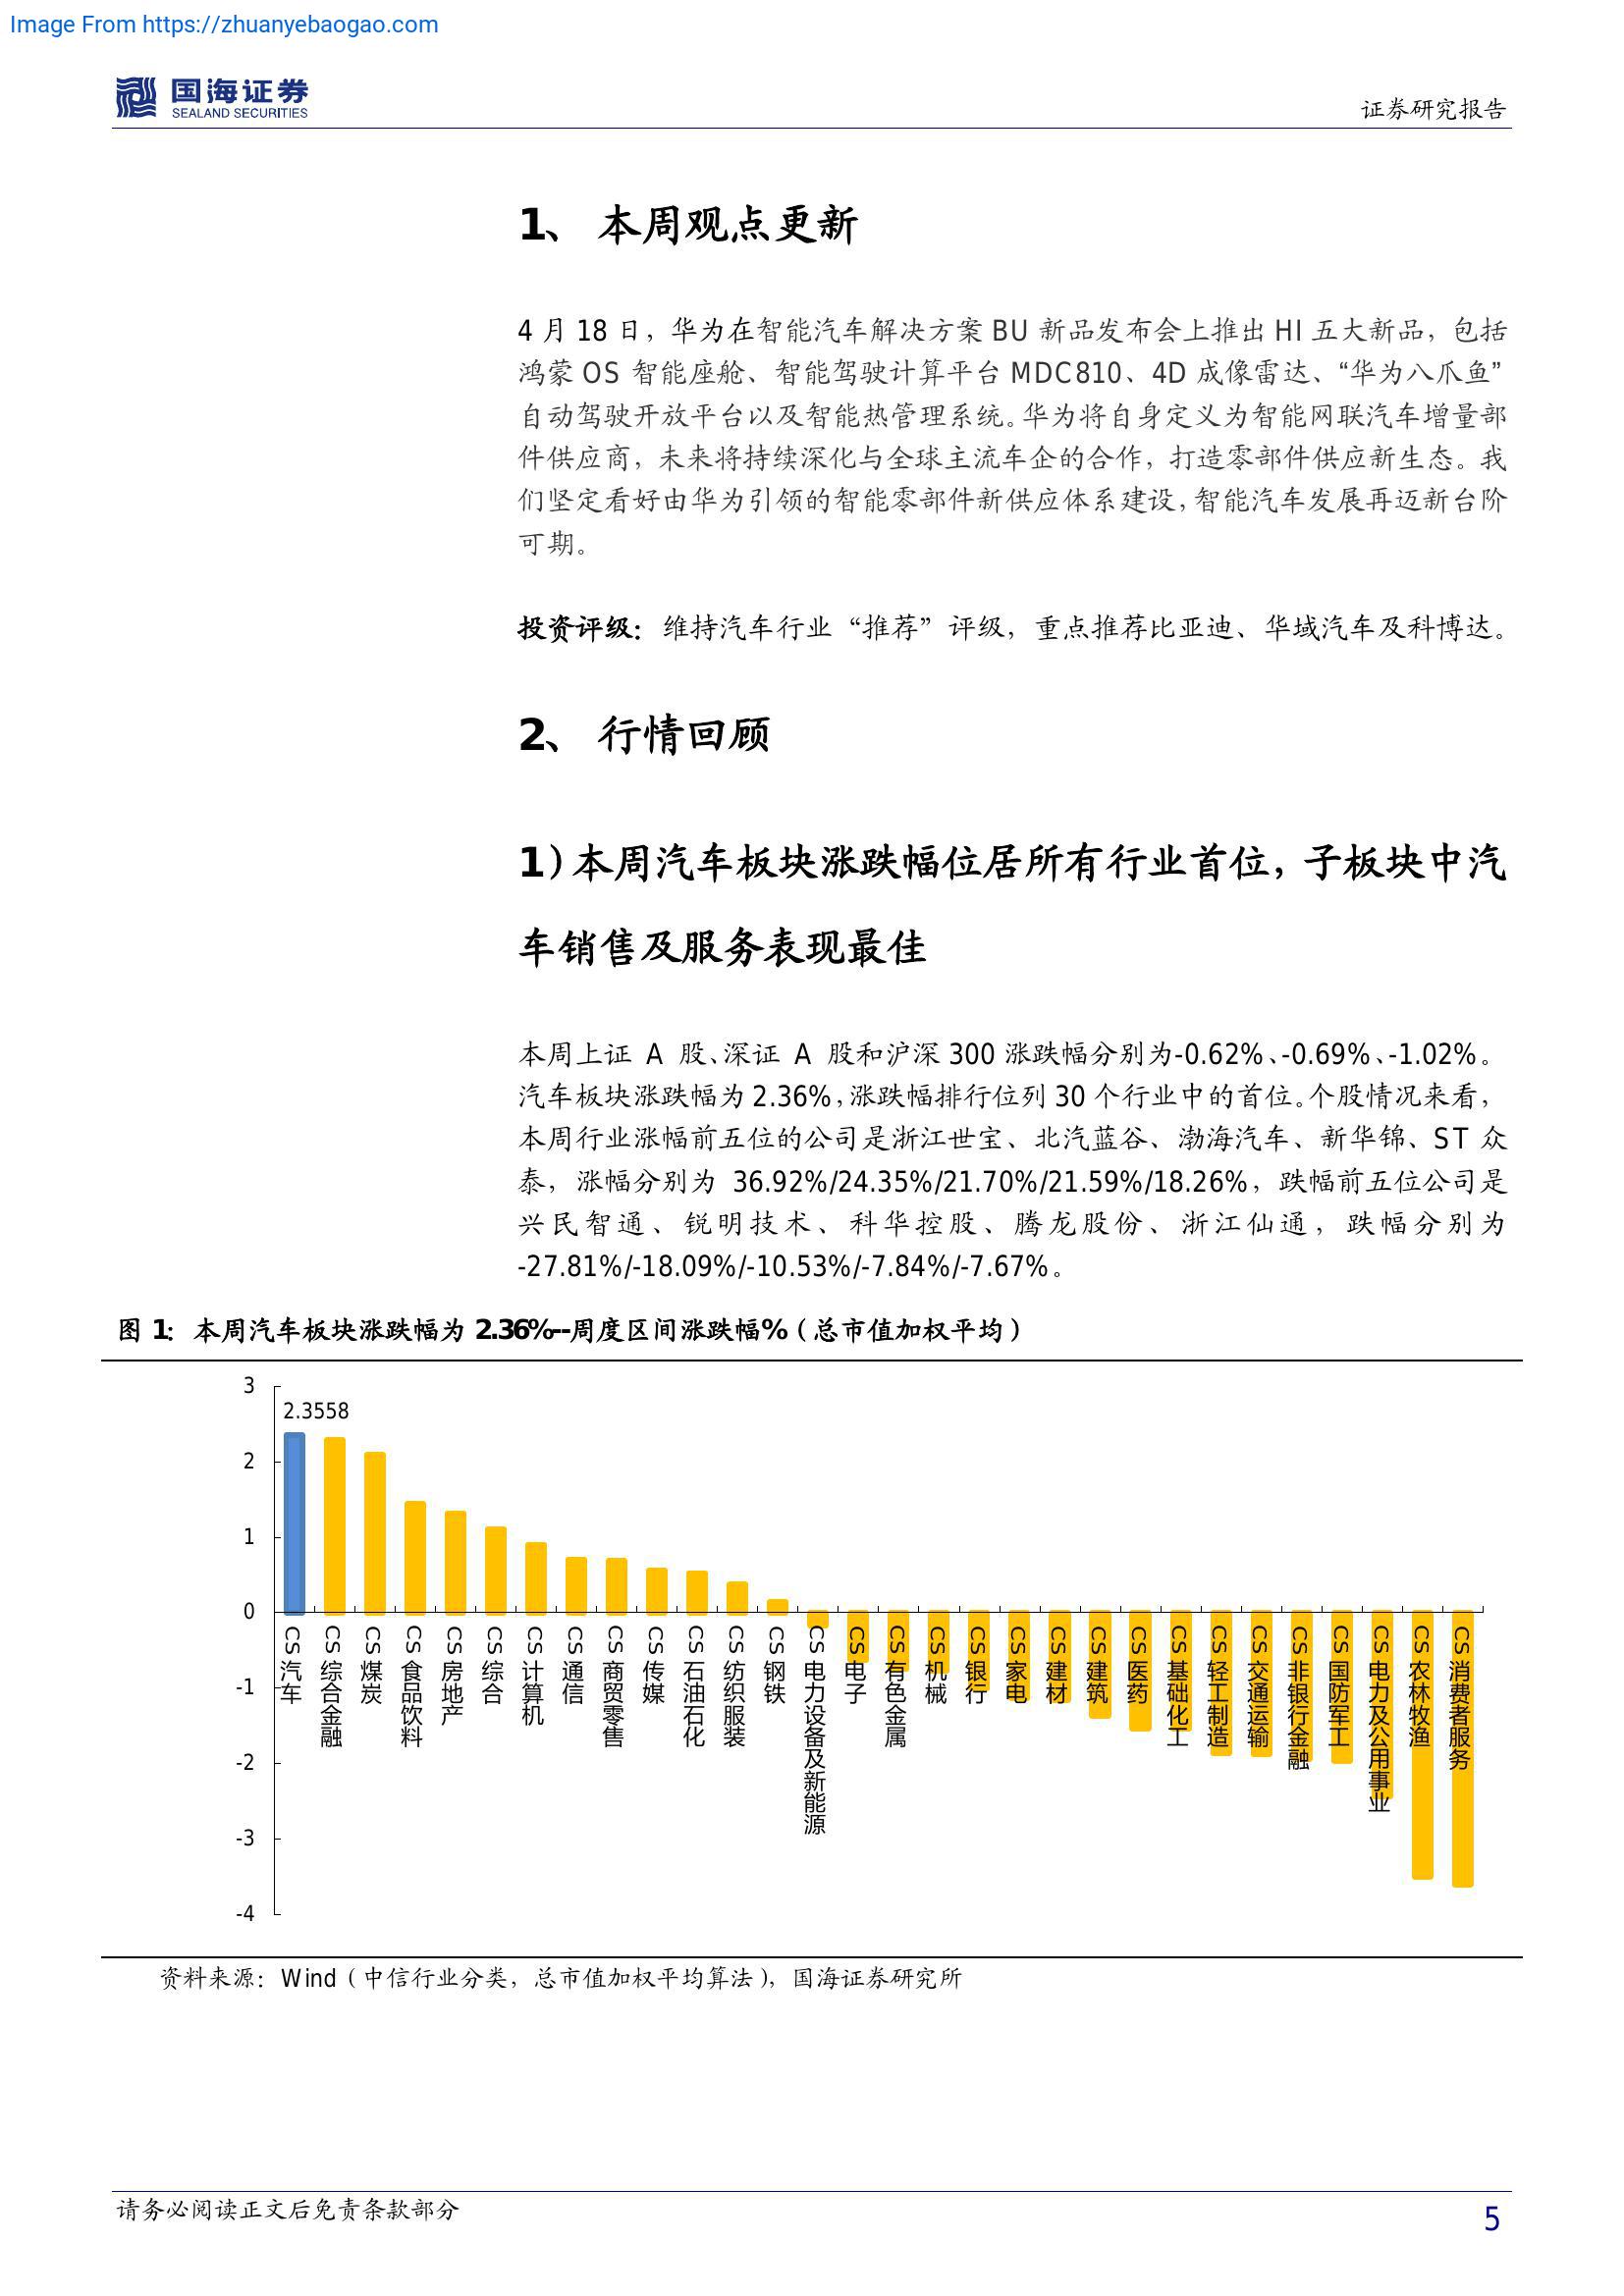 Image From https://zhuanyebaogao.com
国海证券
SEALAND SECURITIES
证券研究报告
1、 本周观点更新
4 月 18 日，华为在智能汽车解决方案 BU 新品发布会上推出 HI 五大新品，包括
鸿蒙 OS 智能座舱、智能驾驶计算平台 MDC810、4D 成像雷达、“华为八爪鱼”
自动驾驶开放平台以及智能热管理系统。华为将自身定义为智能网联汽车增量部
件供应商，未来将持续深化与全球主流车企的合作，打造零部件供应新生态。我
们坚定看好由华为引领的智能零部件新供应体系建设，智能汽车发展再迈新台阶
可期。
投资评级：维持汽车行业“推荐”评级，重点推荐比亚迪、华域汽车及科博达。
2、 行情回顾
1）本周汽车板块涨跌幅位居所有行业首位，子板块中汽
车销售及服务表现最佳
本周上证 A 股、深证 A 股和沪深 300 涨跌幅分别为-0.62%、-0.69%、-1.02%。
汽车板块涨跌幅为 2.36%，涨跌幅排行位列 30 个行业中的首位。个股情况来看，
本周行业涨幅前五位的公司是浙江世宝、北汽蓝谷、渤海汽车、新华锦、ST 众
泰，涨幅分别为 36.92%/24.35%/21.70%/21.59%/18.26%，跌幅前五位公司是
兴民智通、锐明技术、科华控股、腾龙股份、浙江仙通，跌幅分别为
-27.81%/-18.09%/-10.53%/-7.84%/-7.67%。
图 1：本周汽车板块涨跌幅为 2.36%--周度区间涨跌幅%（总市值加权平均）
3
2
1
0
-1
-2
-3
-4
2.3558
CS汽车
CS综合金融
CS煤炭
CS食品饮料
CS房地产
CS综合
CS计算机
CS通信
CS商贸零售
CS传媒
CS石油石化
CS纺织服装
CS钢铁
CS电力设备及新能源
CS电子
CS有色金属
CS机械
CS银行
CS家电
CS建材
CS建筑
CS医药
CS基础化工
CS轻工制造
CS交通运输
CS非银行金融
CS国防军工
CS电力及公用事业
CS农林牧渔
CS消费者服务
资料来源：Wind（中信行业分类，总市值加权平均算法），国海证券研究所
请务必阅读正文后免责条款部分
5